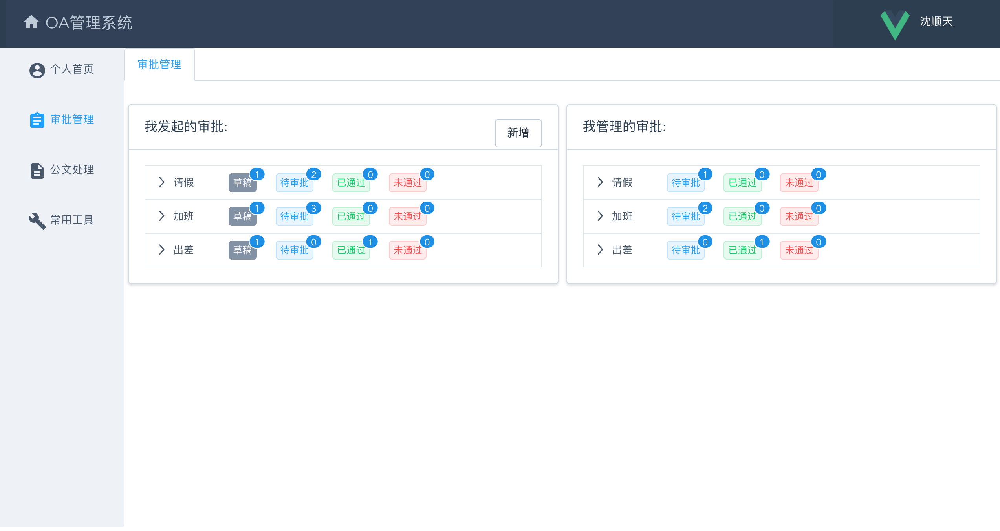 OA管理系统
沈顺天
个人首页
审批管理
公文处理
常用工具
审批管理
我发起的审批:
新增
请假 草稿 1 待审批 2 已通过 0 未通过 0
加班 草稿 1 待审批 3 已通过 0 未通过 0
出差 草稿 1 待审批 0 已通过 1 未通过 0
我管理的审批:
请假 待审批 1 已通过 0 未通过 0
加班 待审批 2 已通过 0 未通过 0
出差 待审批 0 已通过 1 未通过 0